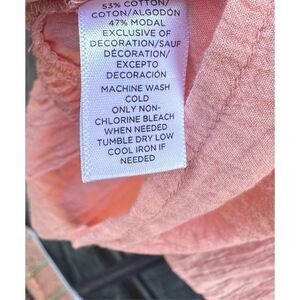 53% COTTON/
COTON/ALGODÓN
47% MODAL
EXCLUSIVE OF
DECORATION/SAUF
DÉCORATION/
EXCEPTO
DECORACIÓN
MACHINE WASH
COLD
ONLY NON-
CHLORINE BLEACH
WHEN NEEDED
TUMBLE DRY LOW
COOL IRON IF
NEEDED